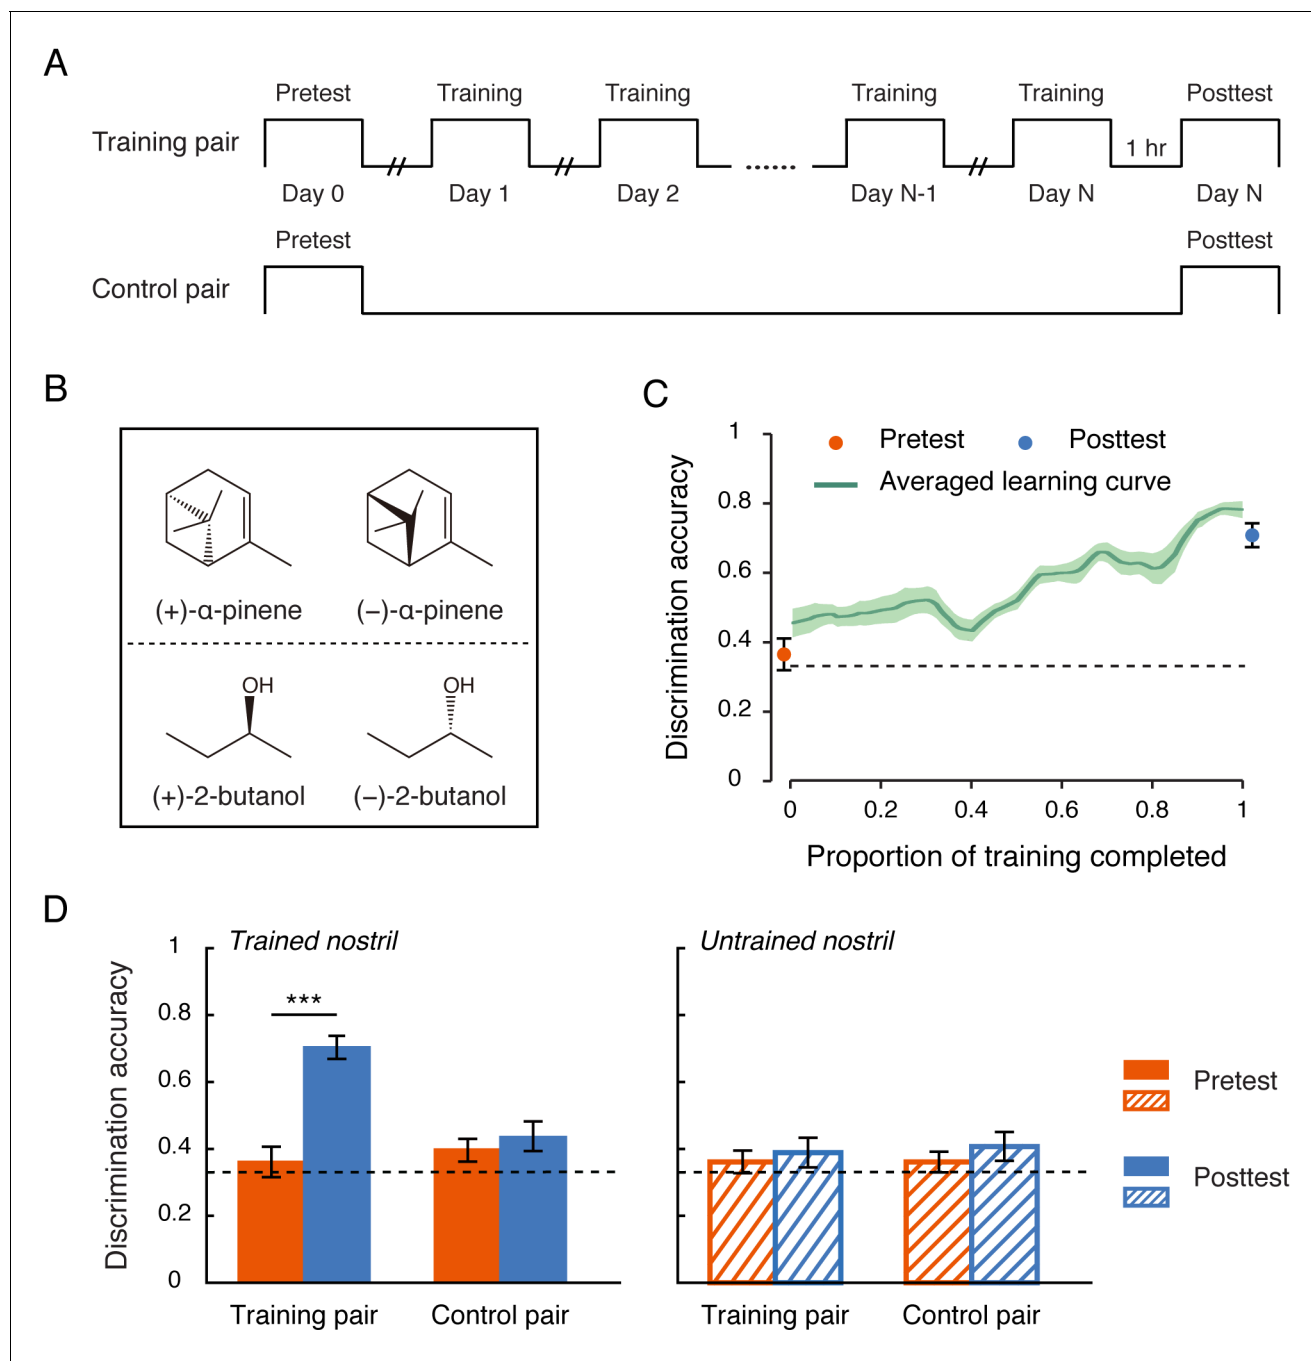 A
Pretest Training Training Training Training Posttest
Training pair
1 hr
Day 0 Day 1 Day 2 ...... Day N-1 Day N Day N
Pretest Posttest
Control pair
B
(+)-α-pinene (−)-α-pinene
OH OH
(+)-2-butanol (−)-2-butanol
C
Pretest Posttest
Averaged learning curve
Discrimination accuracy
1
0.8
0.6
0.4
0.2
0
0 0.2 0.4 0.6 0.8 1
Proportion of training completed
D
Trained nostril
Discrimination accuracy
1
0.8
0.6
0.4
0.2
0
***
Training pair Control pair
Untrained nostril
Training pair Control pair
Pretest
Posttest